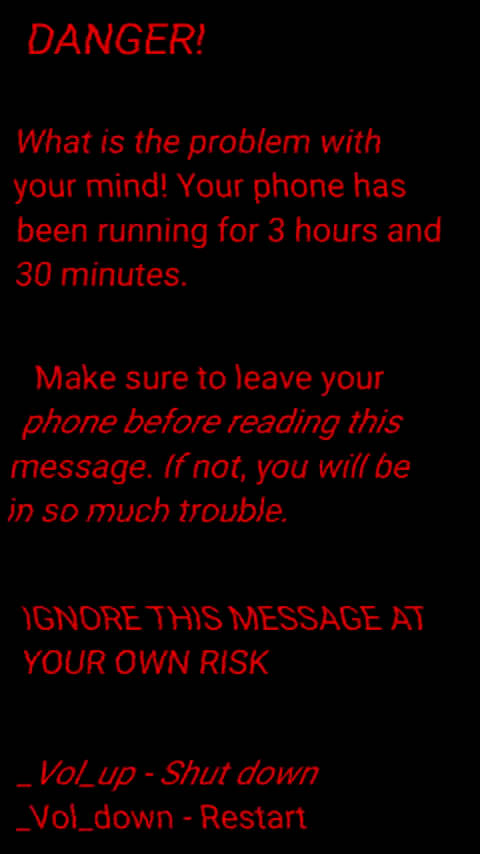 DANGER!
What is the problem with
your mind! Your phone has
been running for 3 hours and
30 minutes.
Make sure to leave your
phone before reading this
message. If not, you will be
in so much trouble.
IGNORE THIS MESSAGE AT
YOUR OWN RISK
_Vol_up - Shut down
_Vol_down - Restart